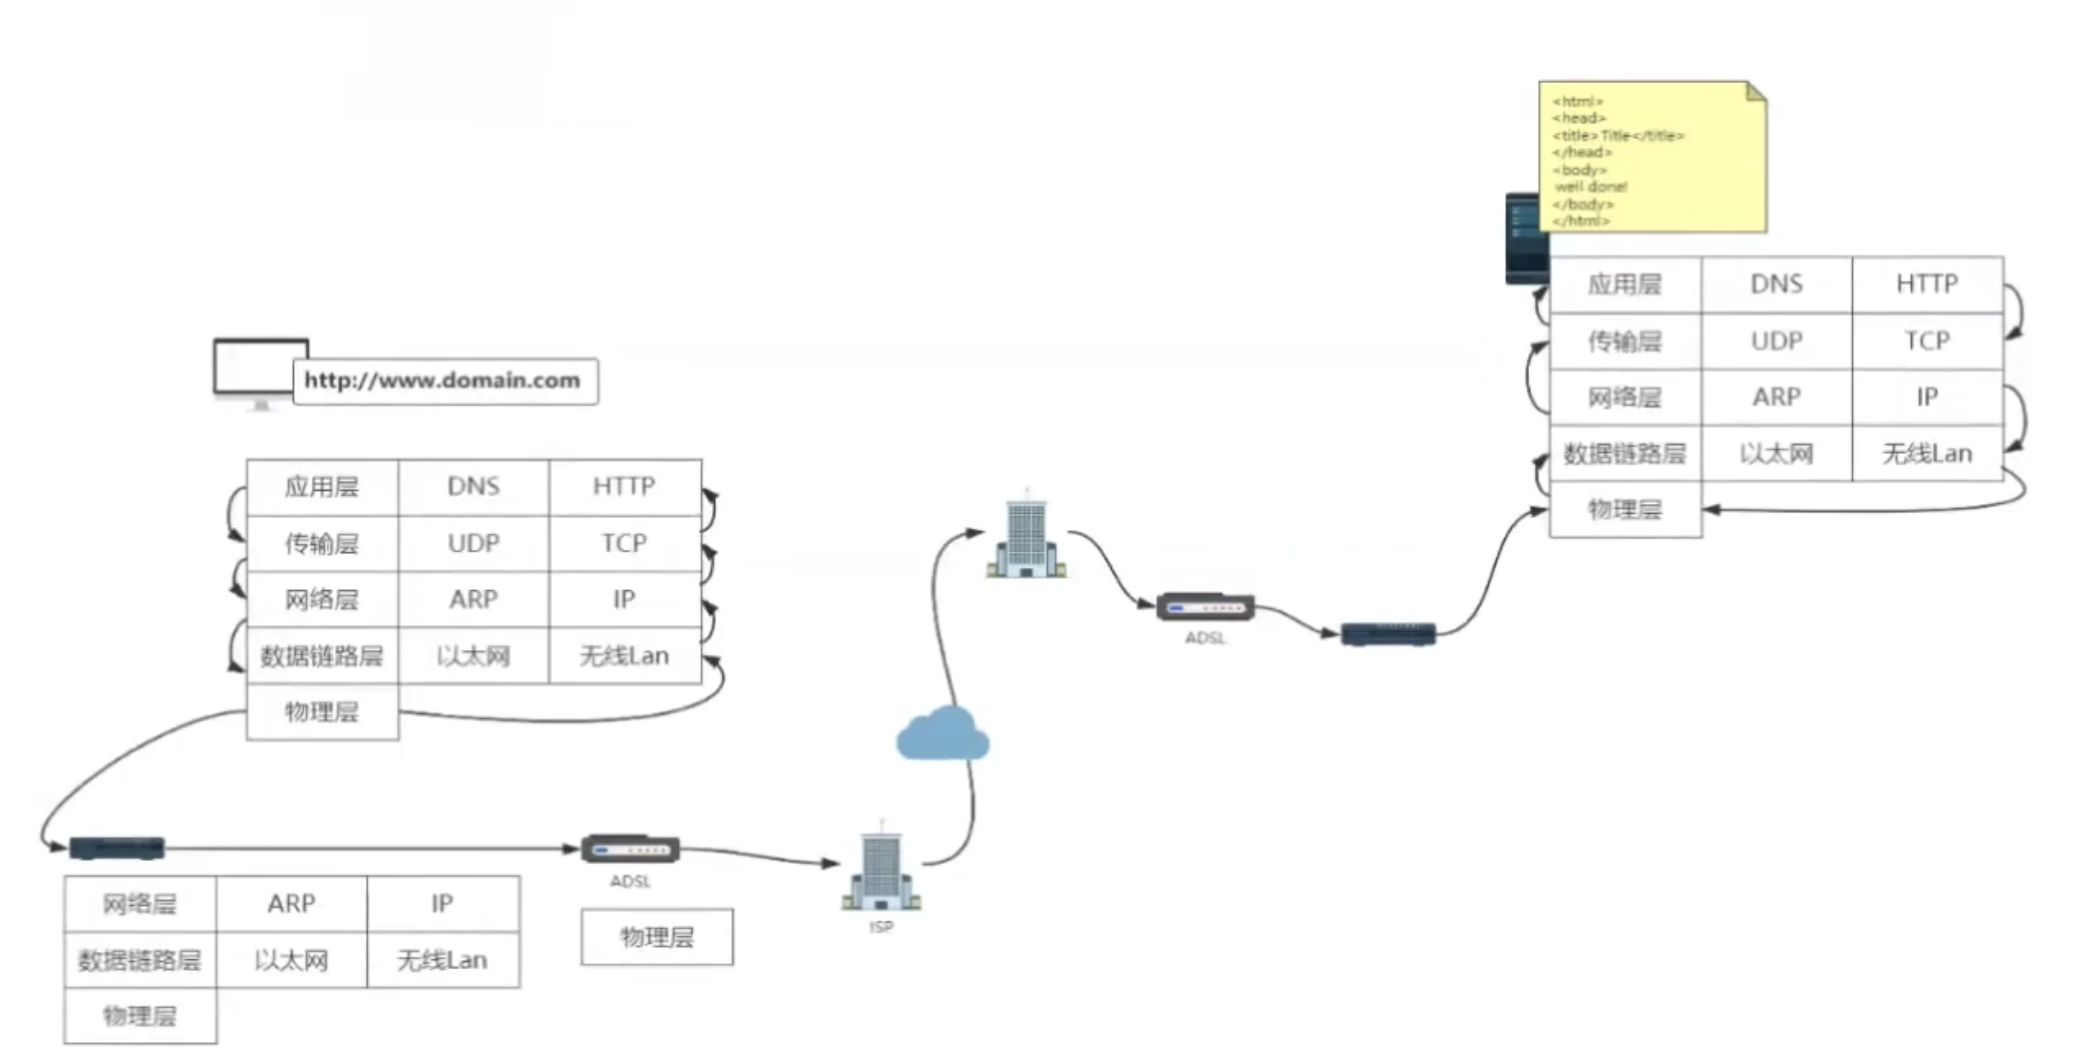 <html>
<head>
<title>Title</title>
</head>
<body>
well done!
</body>
</html>
应用层 DNS HTTP
传输层 UDP TCP
网络层 ARP IP
数据链路层 以太网 无线Lan
物理层
http://www.domain.com
应用层 DNS HTTP
传输层 UDP TCP
网络层 ARP IP
数据链路层 以太网 无线Lan
物理层
ADSL
ADSL
ISP
网络层 ARP IP
数据链路层 以太网 无线Lan
物理层
物理层